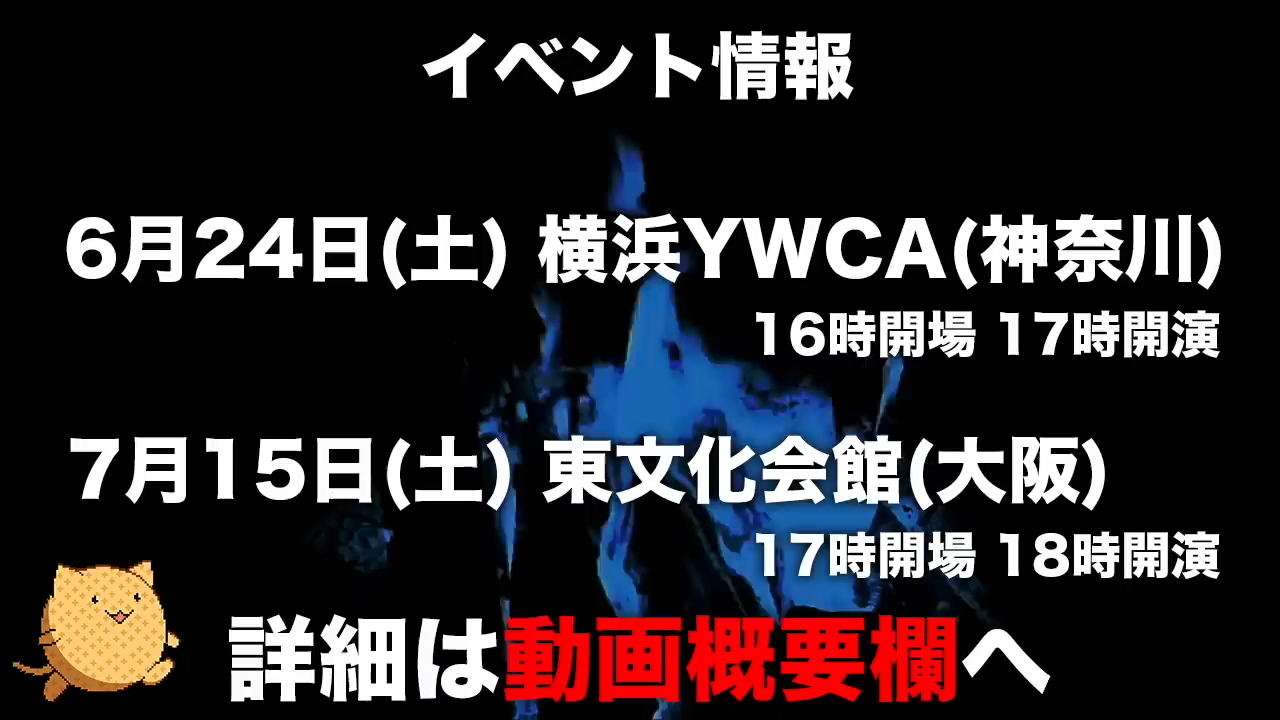 イベント情報
6月24日(土) 横浜YWCA(神奈川)
16時開場 17時開演
7月15日(土) 東文化会館(大阪)
17時開場 18時開演
詳細は動画概要欄へ